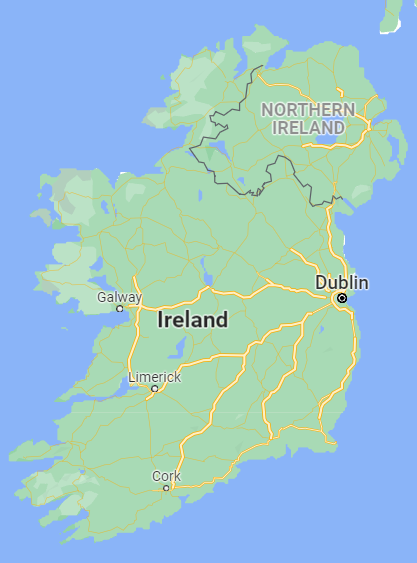 NORTHERN
IRELAND
Dublin
Galway
Ireland
Limerick
Cork